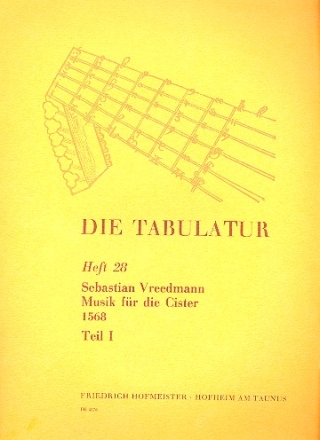 DIE TABULATUR
Heft 28
Sebastian Vreedmann
Musik für die Cister
1568
Teil I
FRIEDRICH HOFMEISTER · HOFHEIM AM TAUNUS